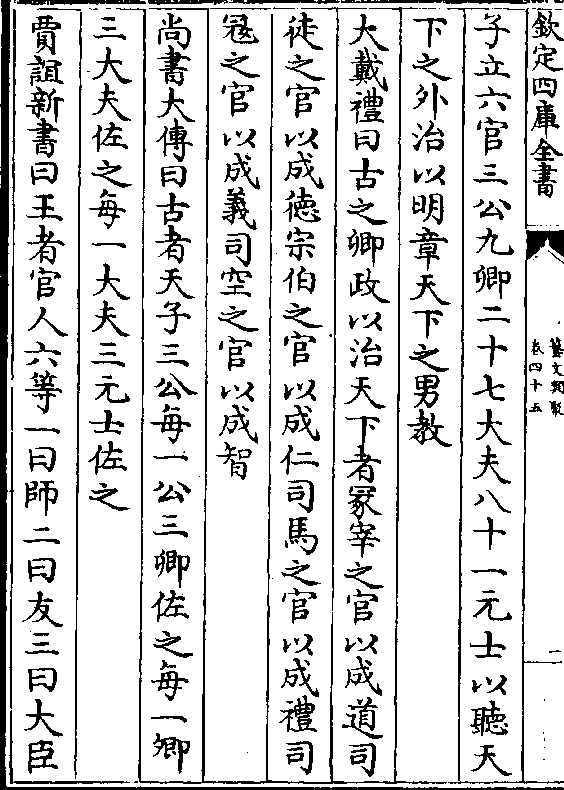 欽定四庫全書
藝文類聚
卷四十五
二
子立六官三公九卿二十七大夫八十一元士以聽天
下之外治以明章天下之男教
大戴禮曰古之卿政以治天下者冢宰之官以成道司
徒之官以成德宗伯之官以成仁司馬之官以成禮司
冦之官以成義司空之官以成智
尚書大傳曰古者天子三公每一公三卿佐之每一卿
三大夫佐之每一大夫三元士佐之
賈誼新書曰王者官人六等一曰師二曰友三曰大臣